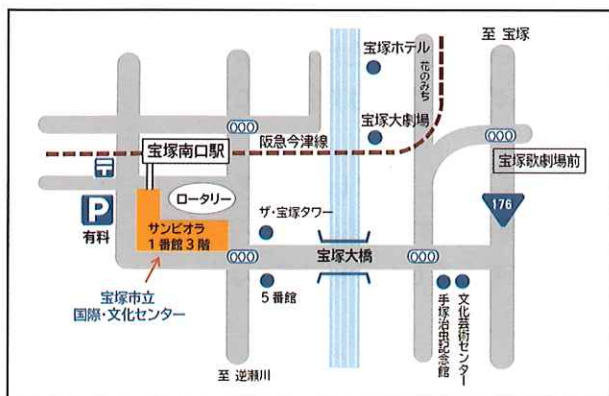 至 宝塚
宝塚ホテル
花のみち
宝塚大劇場
阪急今津線
宝塚南口駅
宝塚歌劇場前
〒
ロータリー
176
P
有料
サンビオラ
1番館3階
ザ・宝塚タワー
宝塚大橋
宝塚市立
国際・文化センター
5番館
手塚治虫記念館
文化芸術センター
至 逆瀬川